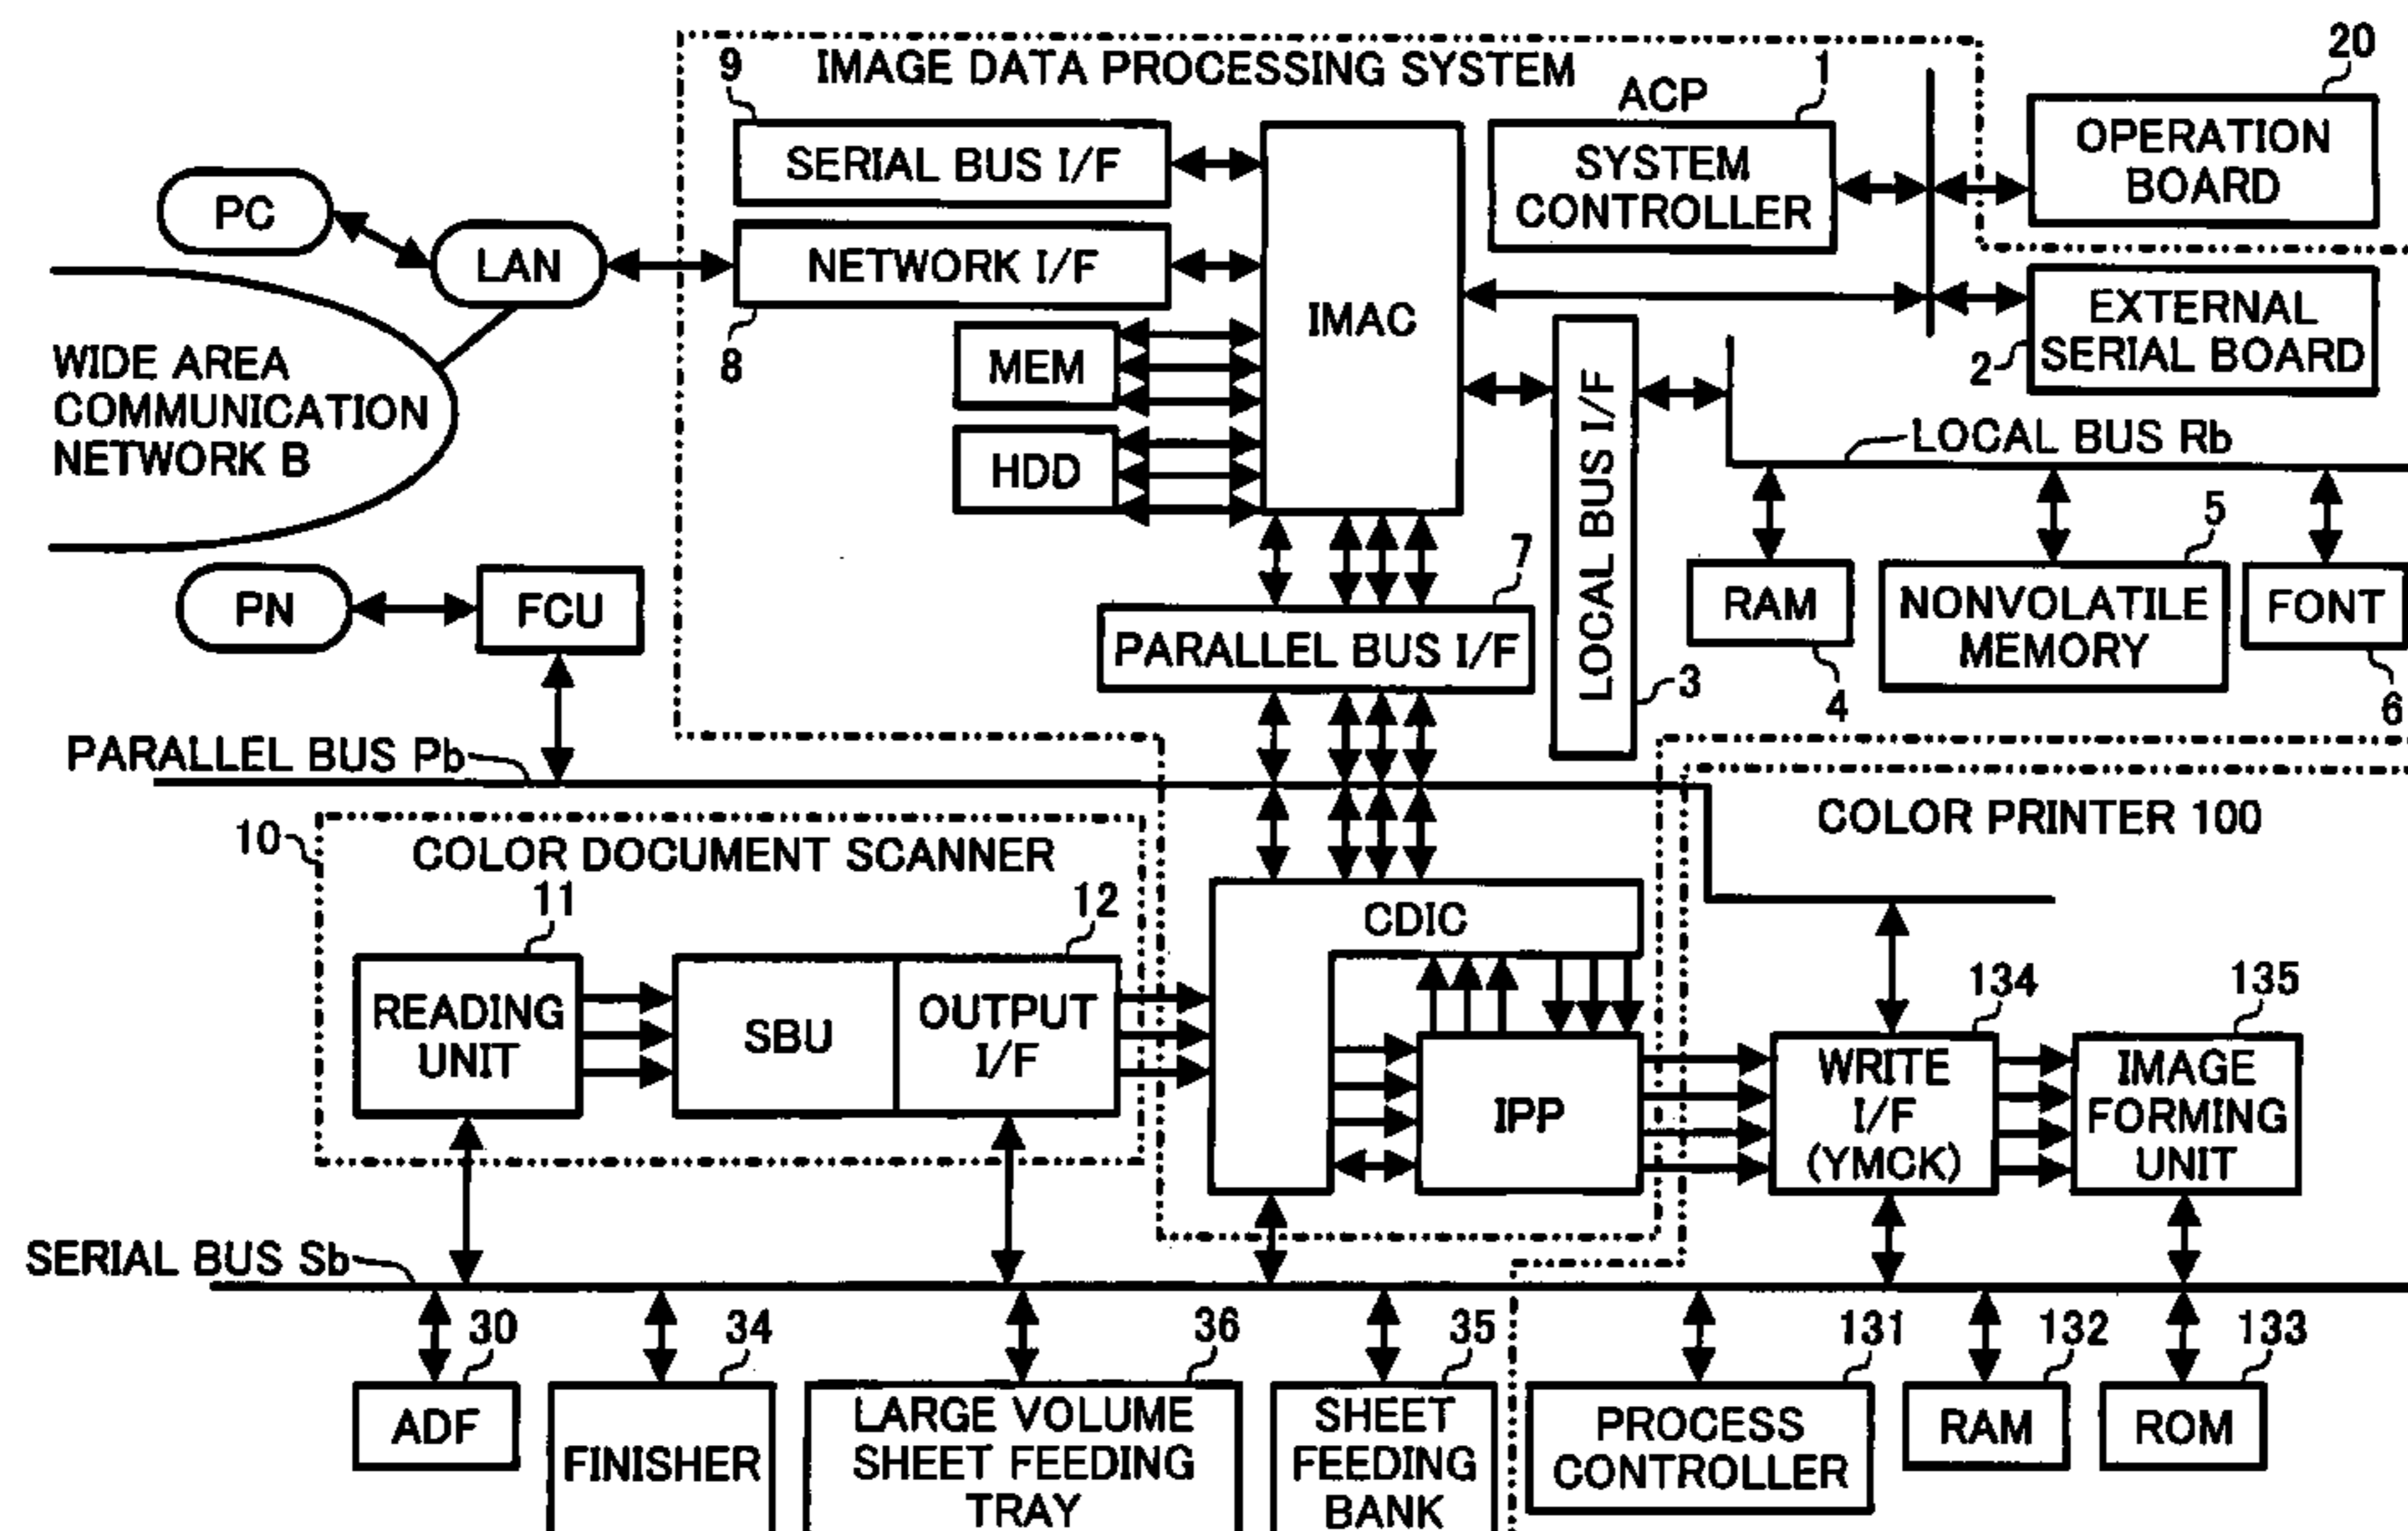 IMAGE DATA PROCESSING SYSTEM
9
1
20
ACP
SERIAL BUS I/F
SYSTEM
CONTROLLER
OPERATION
BOARD
PC
LAN
NETWORK I/F
8
IMAC
EXTERNAL
SERIAL BOARD
2
WIDE AREA
COMMUNICATION
NETWORK B
MEM
HDD
LOCAL BUS I/F
3
LOCAL BUS Rb
PN
FCU
7
PARALLEL BUS I/F
RAM
4
5
NONVOLATILE
MEMORY
FONT
6
PARALLEL BUS Pb
COLOR PRINTER 100
10
COLOR DOCUMENT SCANNER
11
12
CDIC
READING
UNIT
SBU
OUTPUT
I/F
IPP
134
WRITE
I/F
(YMCK)
135
IMAGE
FORMING
UNIT
SERIAL BUS Sb
30
34
36
35
131
132
133
ADF
FINISHER
LARGE VOLUME
SHEET FEEDING
TRAY
SHEET
FEEDING
BANK
PROCESS
CONTROLLER
RAM
ROM